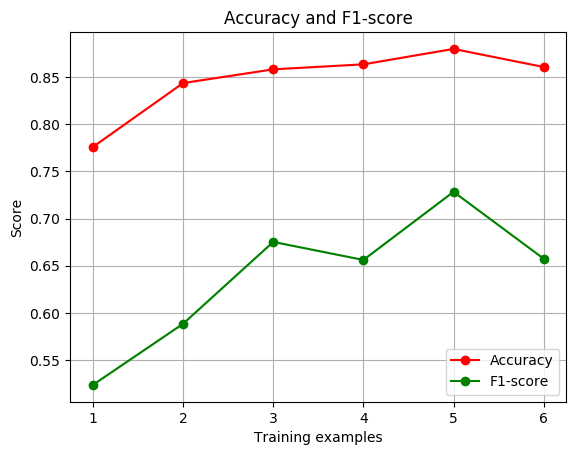 Accuracy and F1-score
Score
0.85
0.80
0.75
0.70
0.65
0.60
0.55
Accuracy
F1-score
1 2 3 4 5 6
Training examples